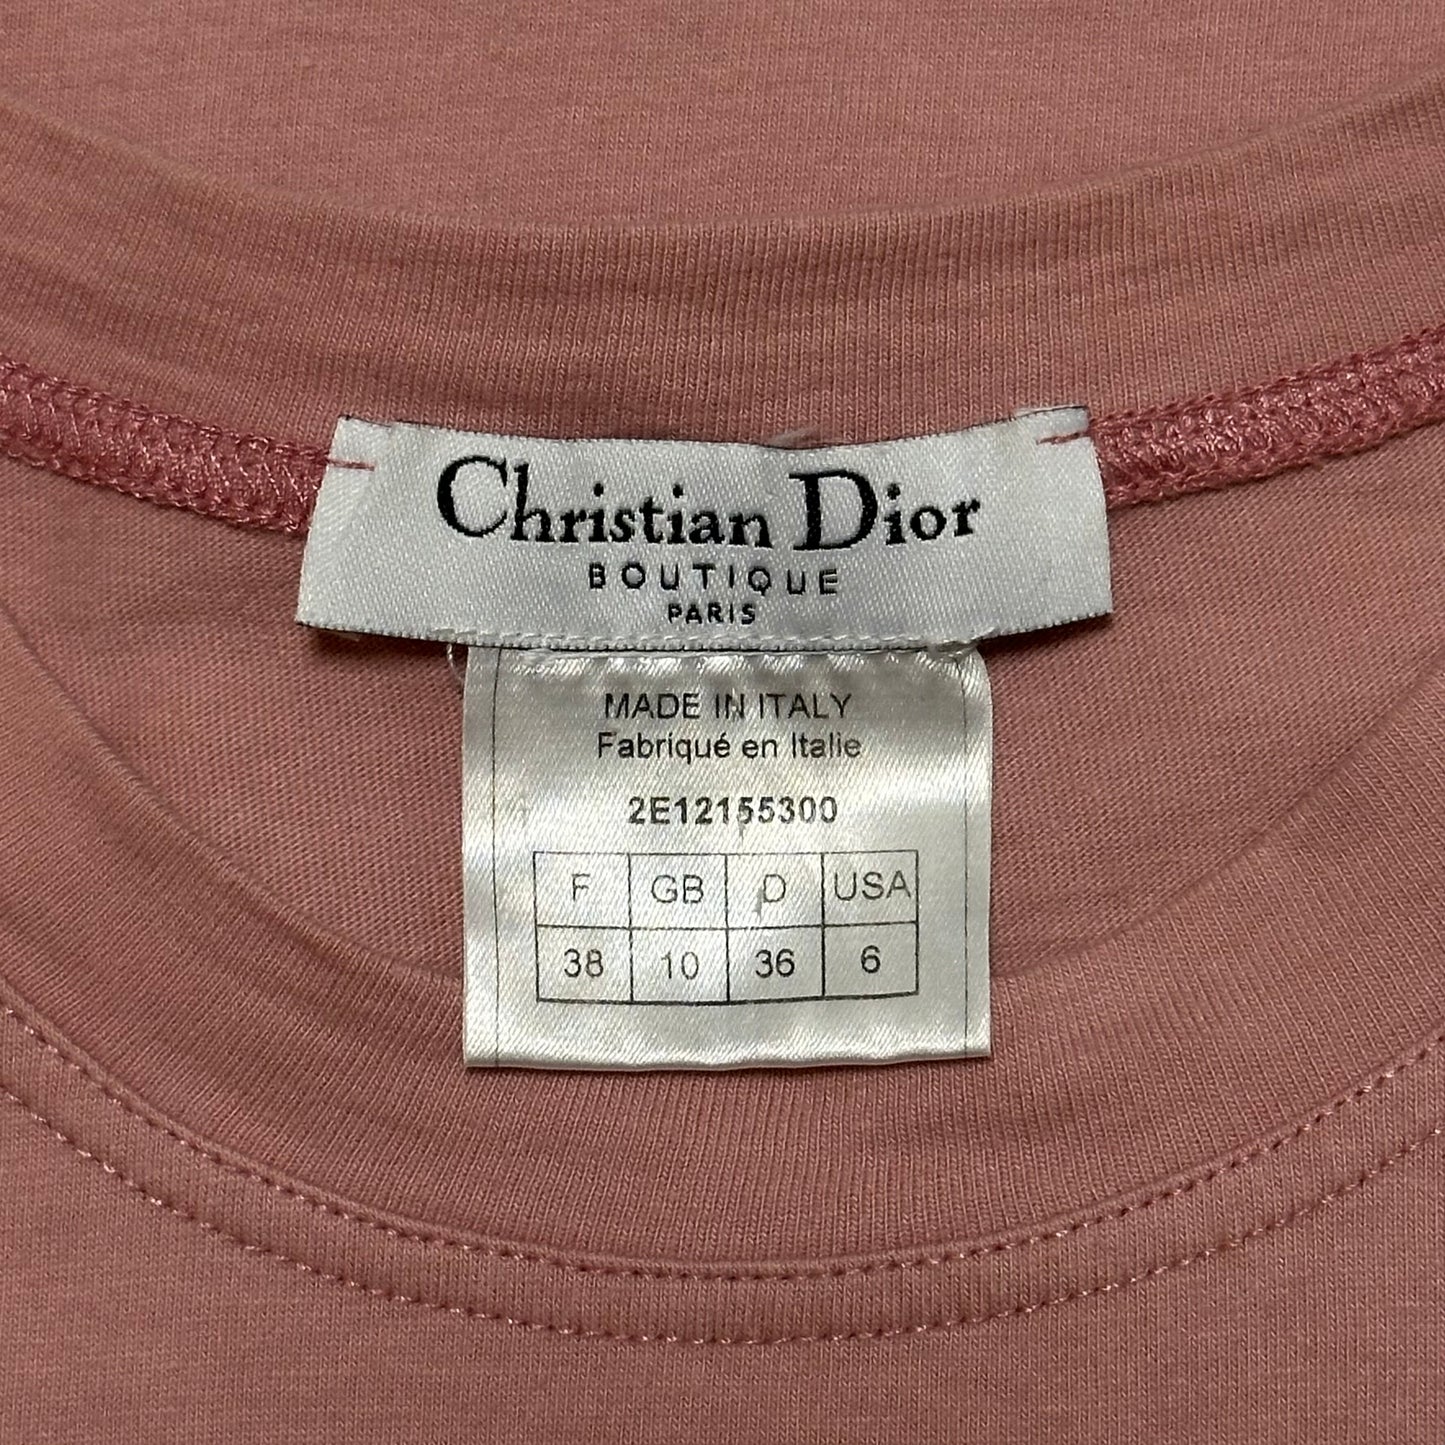 Christian Dior
BOUTIQUE
PARIS
MADE IN ITALY
Fabriqué en Italie
2E12155300
F GB D USA
38 10 36 6